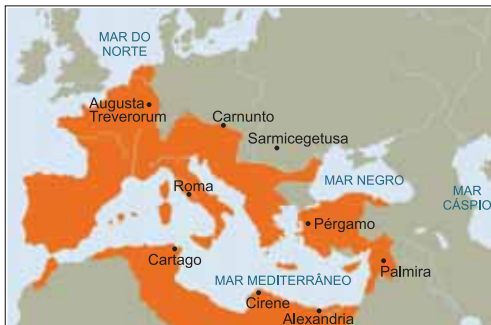 MAR DO
NORTE
Augusta
Treverorum
Carnunto
Sarmicegetusa
Roma
MAR NEGRO
MAR
CÁSPIO
Pérgamo
Cartago
Palmira
MAR MEDITERRÂNEO
Cirene
Alexandria